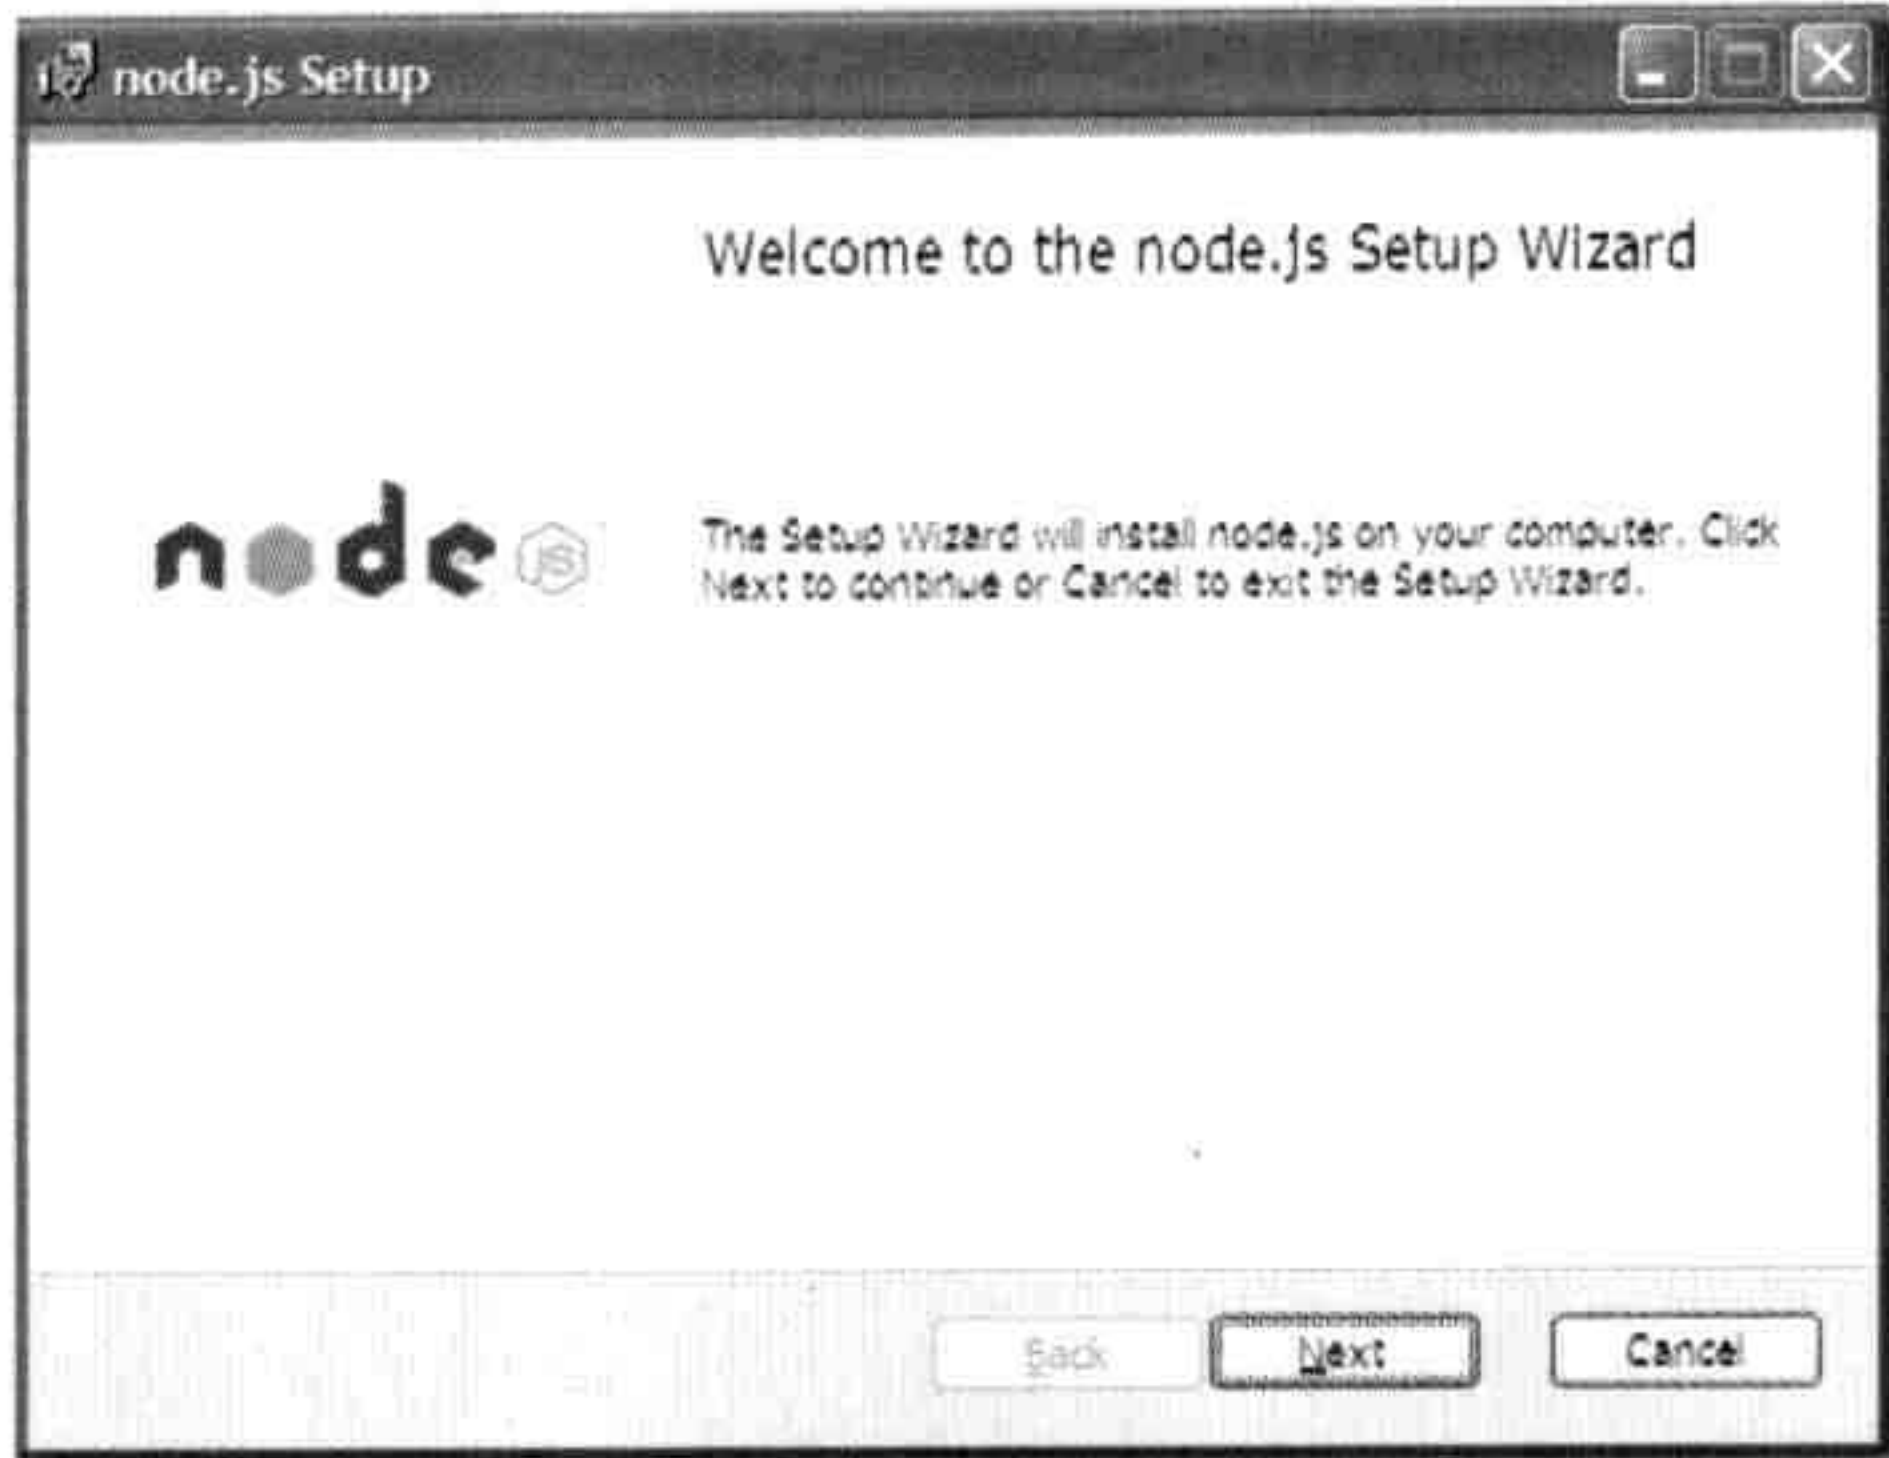 node.js Setup
Welcome to the node.js Setup Wizard
node JS
The Setup Wizard will install node.js on your computer. Click
Next to continue or Cancel to exit the Setup Wizard.
Back
Next
Cancel